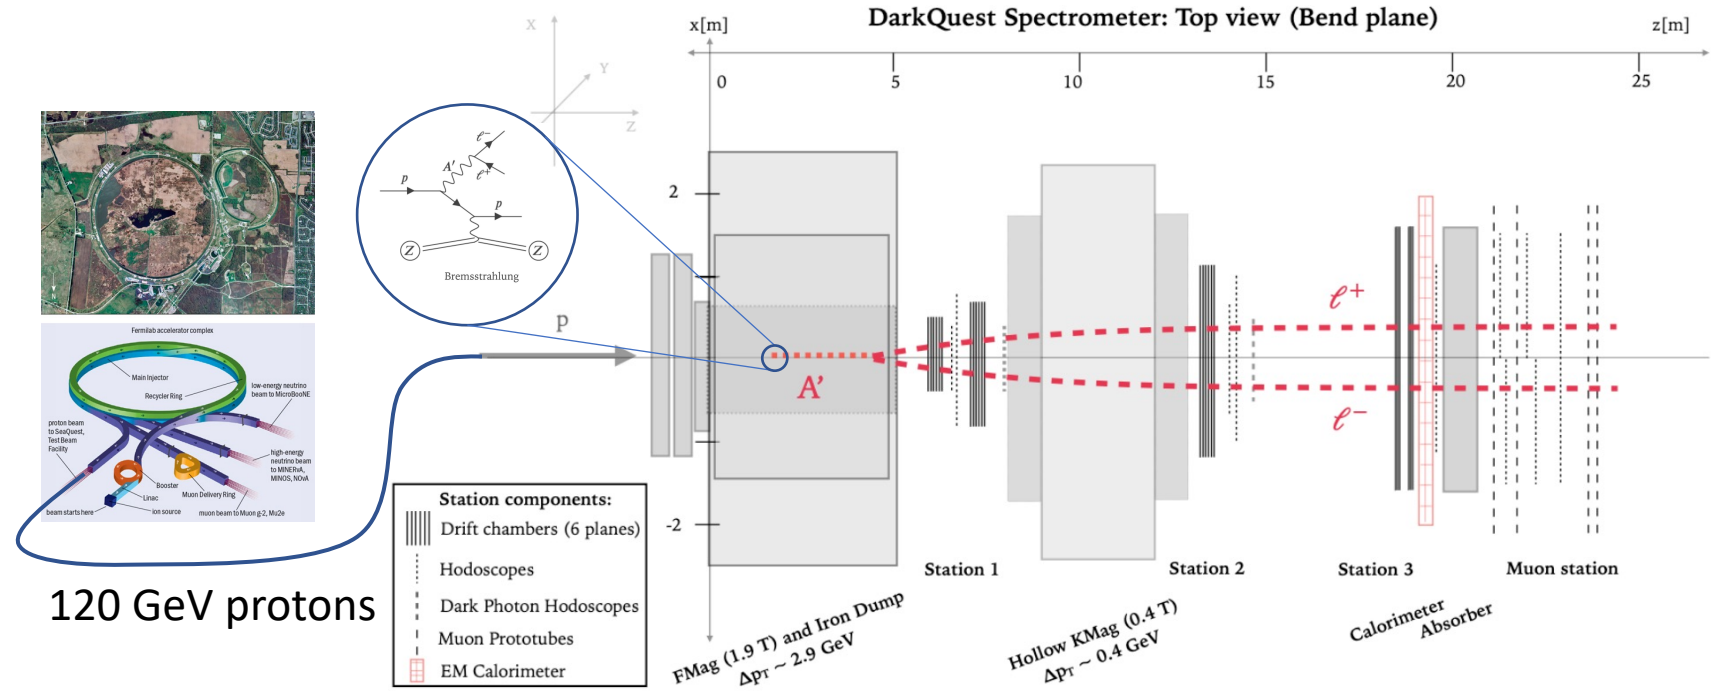 DarkQuest Spectrometer: Top view (Bend plane)
x[m]
z[m]
0
5
10
15
20
25
X
Y
Z
2
-2
p
A'
ℓ⁻
ℓ⁺
p
Z
Z
Bremsstrahlung
p
A'
ℓ⁺
ℓ⁻
Fermilab accelerator complex
Main Injector
Recycler Ring
low-energy neutrino
beam to MicroBooNE
proton beam
to SeaQuest,
Test Beam
Facility
high-energy
neutrino beam
to MINERvA,
MINOS, NOvA
Booster
Muon Delivery Ring
Linac
beam starts here
ion source
muon beam to Muon g-2, Mu2e
120 GeV protons
Station components:
Drift chambers (6 planes)
Hodoscopes
Dark Photon Hodoscopes
Muon Prototubes
EM Calorimeter
Station 1
Station 2
Station 3
Muon station
FMag (1.9 T) and Iron Dump
ΔpT ~ 2.9 GeV
Hollow KMag (0.4 T)
ΔpT ~ 0.4 GeV
Calorimeter
Absorber